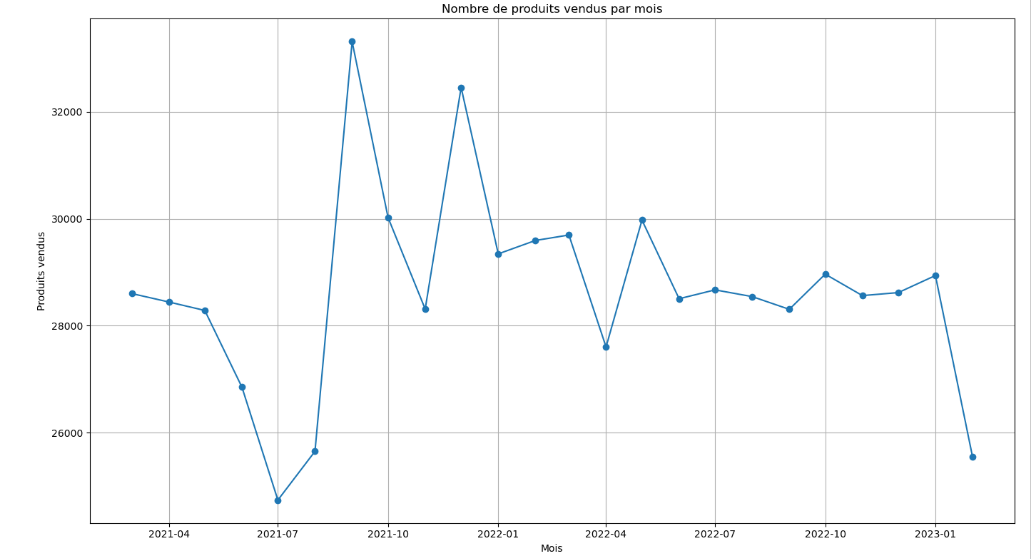 Nombre de produits vendus par mois
Produits vendus
32000
30000
28000
26000
2021-04 2021-07 2021-10 2022-01 2022-04 2022-07 2022-10 2023-01
Mois